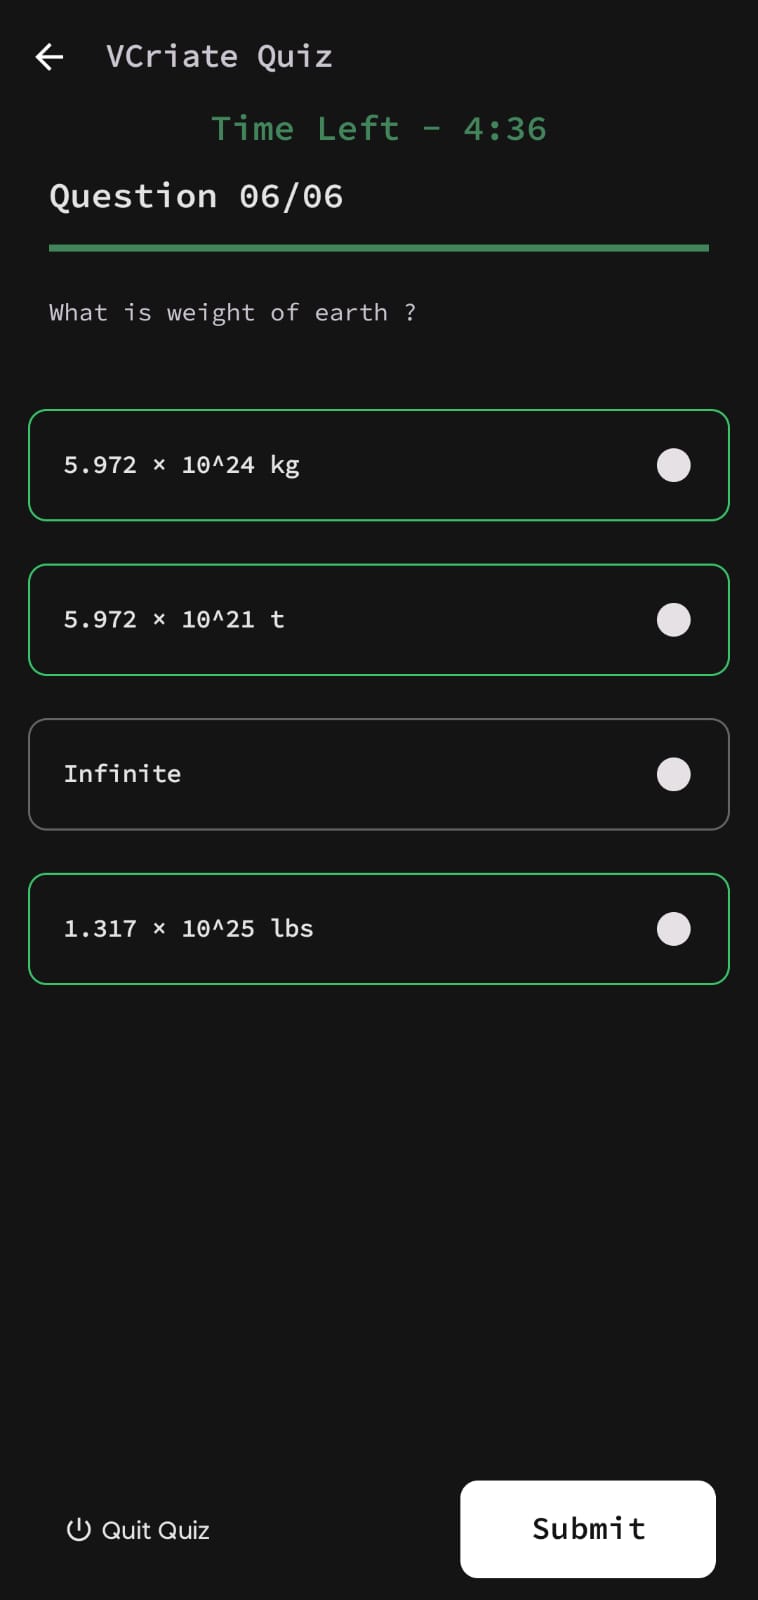 VCriate Quiz
Time Left - 4:36
Question 06/06
What is weight of earth ?
5.972 × 10^24 kg
5.972 × 10^21 t
Infinite
1.317 × 10^25 lbs
Quit Quiz
Submit